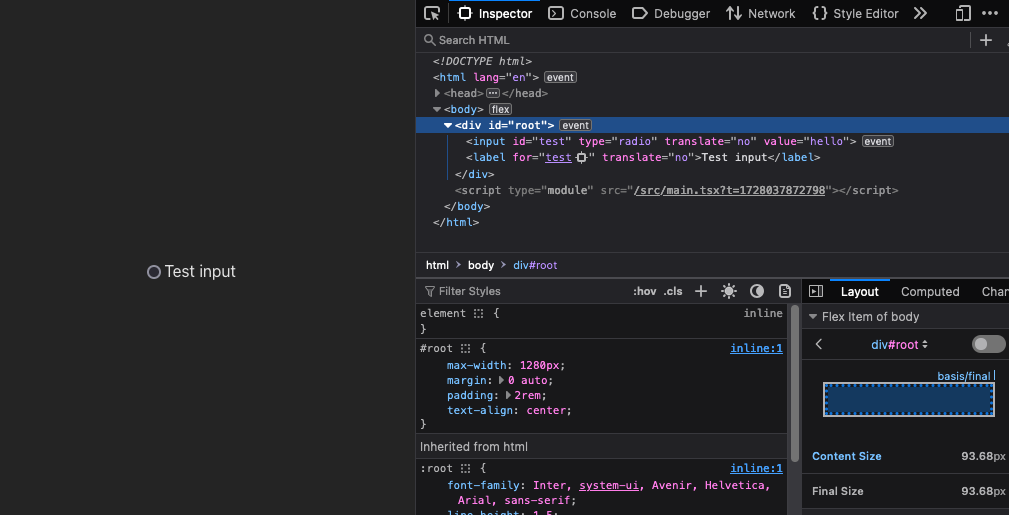 Inspector Console Debugger Network Style Editor
Search HTML
<!DOCTYPE html>
<html lang="en"> event
<head> </head>
<body> flex
<div id="root"> event
<input id="test" type="radio" translate="no" value="hello"> event
<label for="test" translate="no">Test input</label>
</div>
<script type="module" src="/src/main.tsx?t=1728037872798"></script>
</body>
</html>
html body div#root
Test input
Filter Styles :hov .cls
element { inline
}
#root { inline:1
max-width: 1280px;
margin: 0 auto;
padding: 2rem;
text-align: center;
}
Inherited from html
:root { inline:1
font-family: Inter, system-ui, Avenir, Helvetica,
Arial, sans-serif;
line-height: 1.5;
Layout Computed Chan
Flex Item of body
div#root
basis/final
Content Size 93.68px
Final Size 93.68px